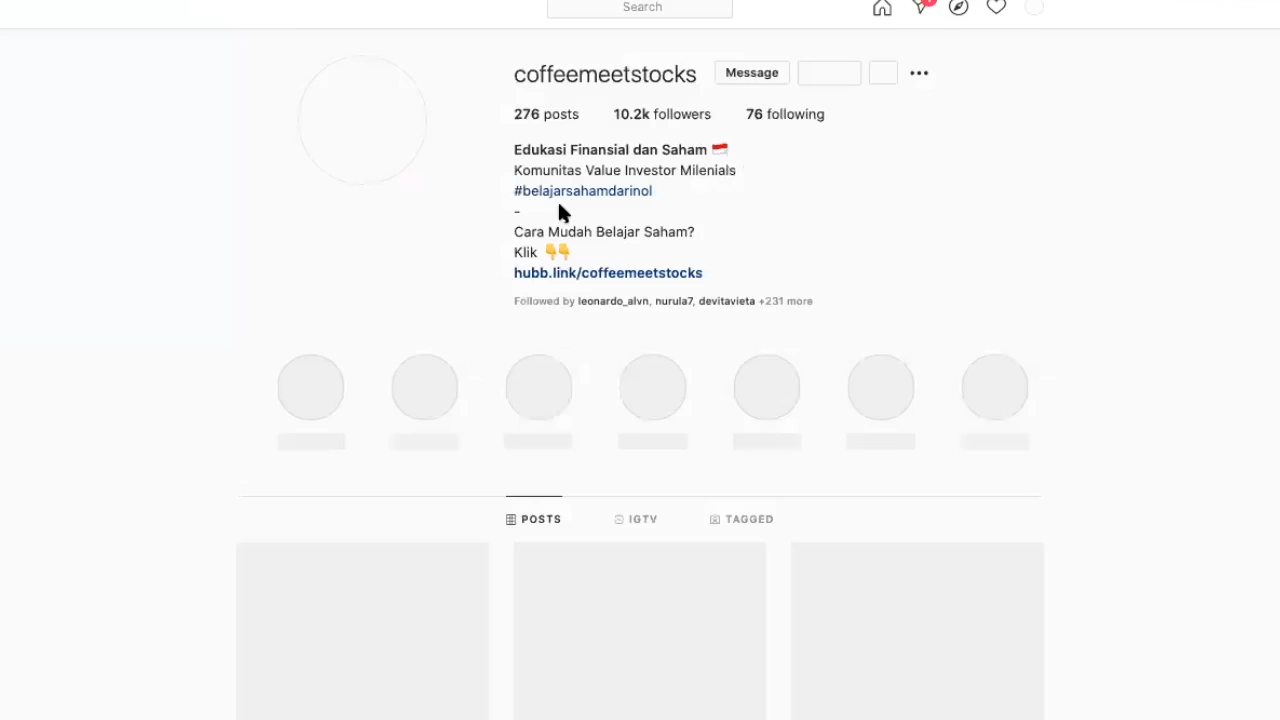 Search
coffeemeetstocks Message
276 posts 10.2k followers 76 following
Edukasi Finansial dan Saham 🇮🇩
Komunitas Value Investor Milenials
#belajarsahamdarinol
-
Cara Mudah Belajar Saham?
Klik 👇👇
hubb.link/coffeemeetstocks
Followed by leonardo_alvn, nurula7, devitavieta +231 more
POSTS IGTV TAGGED